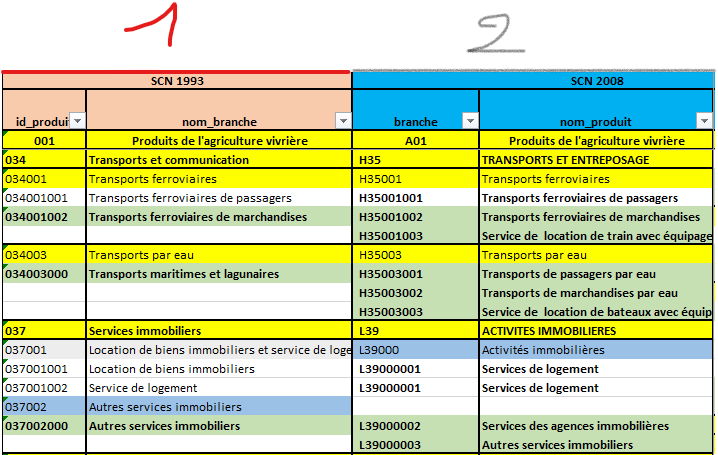 1 2
SCN 1993 SCN 2008
id_produit nom_branche branche nom_produit
001 Produits de l'agriculture vivrière A01 Produits de l'agriculture vivrière
034 Transports et communication H35 TRANSPORTS ET ENTREPOSAGE
034001 Transports ferroviaires H35001 Transports ferroviaires
034001001 Transports ferroviaires de passagers H35001001 Transports ferroviaires de passagers
034001002 Transports ferroviaires de marchandises H35001002 Transports ferroviaires de marchandises
H35001003 Service de location de train avec équipage
034003 Transports par eau H35003 Transports par eau
034003000 Transports maritimes et lagunaires H35003001 Transports de passagers par eau
H35003002 Transports de marchandises par eau
H35003003 Service de location de bateaux avec équip
037 Services immobiliers L39 ACTIVITES IMMOBILIERES
037001 Location de biens immobiliers et service de loge L39000 Activités immobilières
037001001 Location de biens immobiliers L39000001 Services de logement
037001002 Service de logement L39000001 Services de logement
037002 Autres services immobiliers
037002000 Autres services immobiliers L39000002 Services des agences immobilières
L39000003 Autres services immobiliers